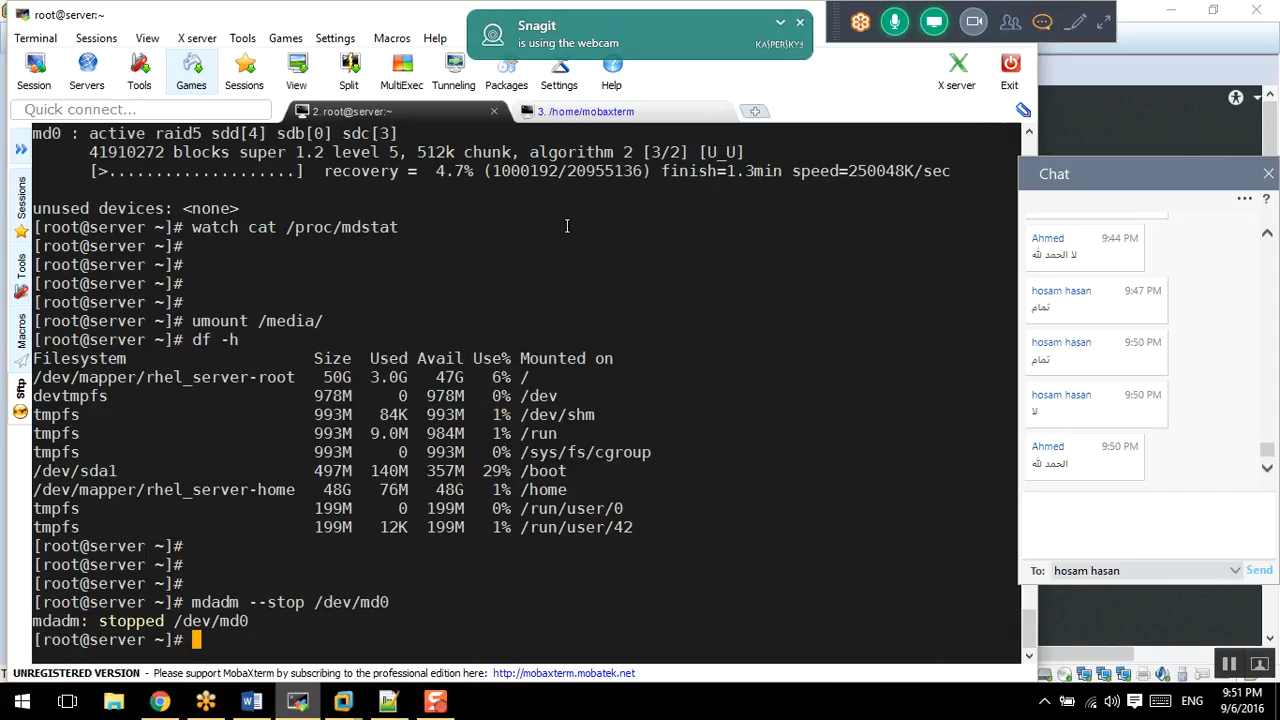 root@server:~
Snagit
is using the webcam
KASPERSKY
Terminal Sessions View X server Tools Games Settings Macros Help
Session Servers Tools Games Sessions View Split MultiExec Tunneling Packages Settings Help X server Exit
Quick connect...
2. root@server:~
3. /home/mobaxterm
md0 : active raid5 sdd[4] sdb[0] sdc[3]
41910272 blocks super 1.2 level 5, 512k chunk, algorithm 2 [3/2] [U_U]
[>....................] recovery = 4.7% (1000192/20955136) finish=1.3min speed=250048K/sec
unused devices: <none>
[root@server ~]# watch cat /proc/mdstat
[root@server ~]#
[root@server ~]#
[root@server ~]#
[root@server ~]#
[root@server ~]# umount /media/
[root@server ~]# df -h
Filesystem Size Used Avail Use% Mounted on
/dev/mapper/rhel_server-root 50G 3.0G 47G 6% /
devtmpfs 978M 0 978M 0% /dev
tmpfs 993M 84K 993M 1% /dev/shm
tmpfs 993M 9.0M 984M 1% /run
tmpfs 993M 0 993M 0% /sys/fs/cgroup
/dev/sda1 497M 140M 357M 29% /boot
/dev/mapper/rhel_server-home 48G 76M 48G 1% /home
tmpfs 199M 0 199M 0% /run/user/0
tmpfs 199M 12K 199M 1% /run/user/42
[root@server ~]#
[root@server ~]#
[root@server ~]#
[root@server ~]# mdadm --stop /dev/md0
mdadm: stopped /dev/md0
[root@server ~]#
Sessions
Tools
Macros
Sftp
UNREGISTERED VERSION - Please support MobaXterm by subscribing to the professional edition here: http://mobaxterm.mobatek.net
Chat
Ahmed 9:44 PM
لا الحمد لله
hosam hasan 9:47 PM
تمام
hosam hasan 9:50 PM
تمام
hosam hasan 9:50 PM
لا
Ahmed 9:50 PM
الحمد لله
To: hosam hasan Send
ENG
9:51 PM
9/6/2016